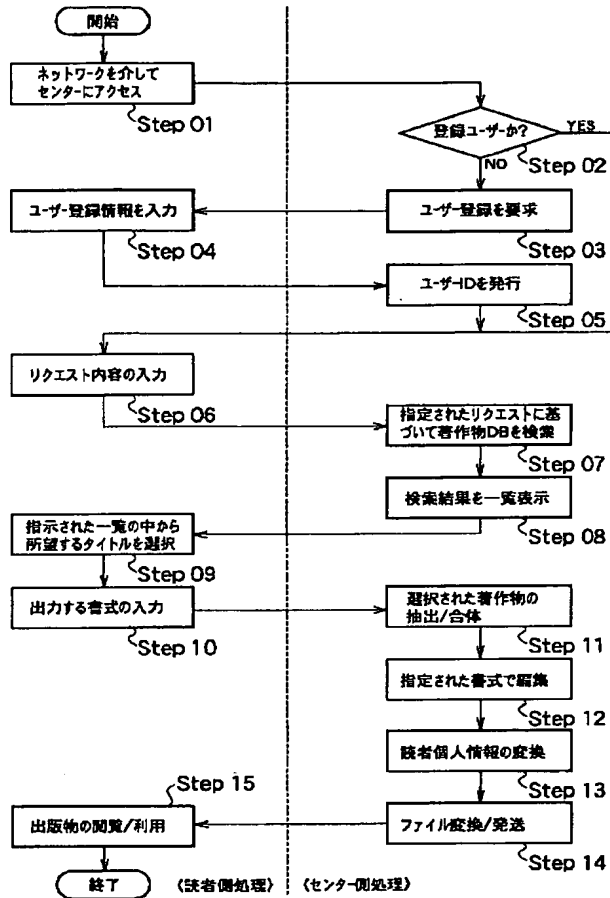 開始
ネットワークを介して
センターにアクセス
Step 01
登録ユーザーか?
YES
Step 02
NO
ユーザー登録を要求
Step 03
ユーザー登録情報を入力
Step 04
ユーザーIDを発行
Step 05
リクエスト内容の入力
Step 06
指定されたリクエストに基
づいて著作物DBを検索
Step 07
検索結果を一覧表示
Step 08
指示された一覧の中から
所望するタイトルを選択
Step 09
出力する書式の入力
Step 10
選択された著作物の
抽出/合体
Step 11
指定された書式で編集
Step 12
読者個人情報の変換
Step 13
ファイル変換/発送
Step 14
Step 15
出版物の閲覧/利用
終了
〈読者側処理〉
〈センター側処理〉